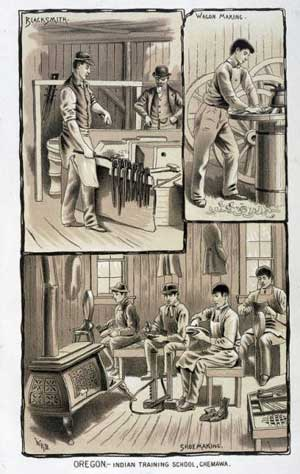 BLACKSMITH.
WAGON MAKING.
SHOEMAKING.
OREGON.— INDIAN TRAINING SCHOOL, CHEMAWA.